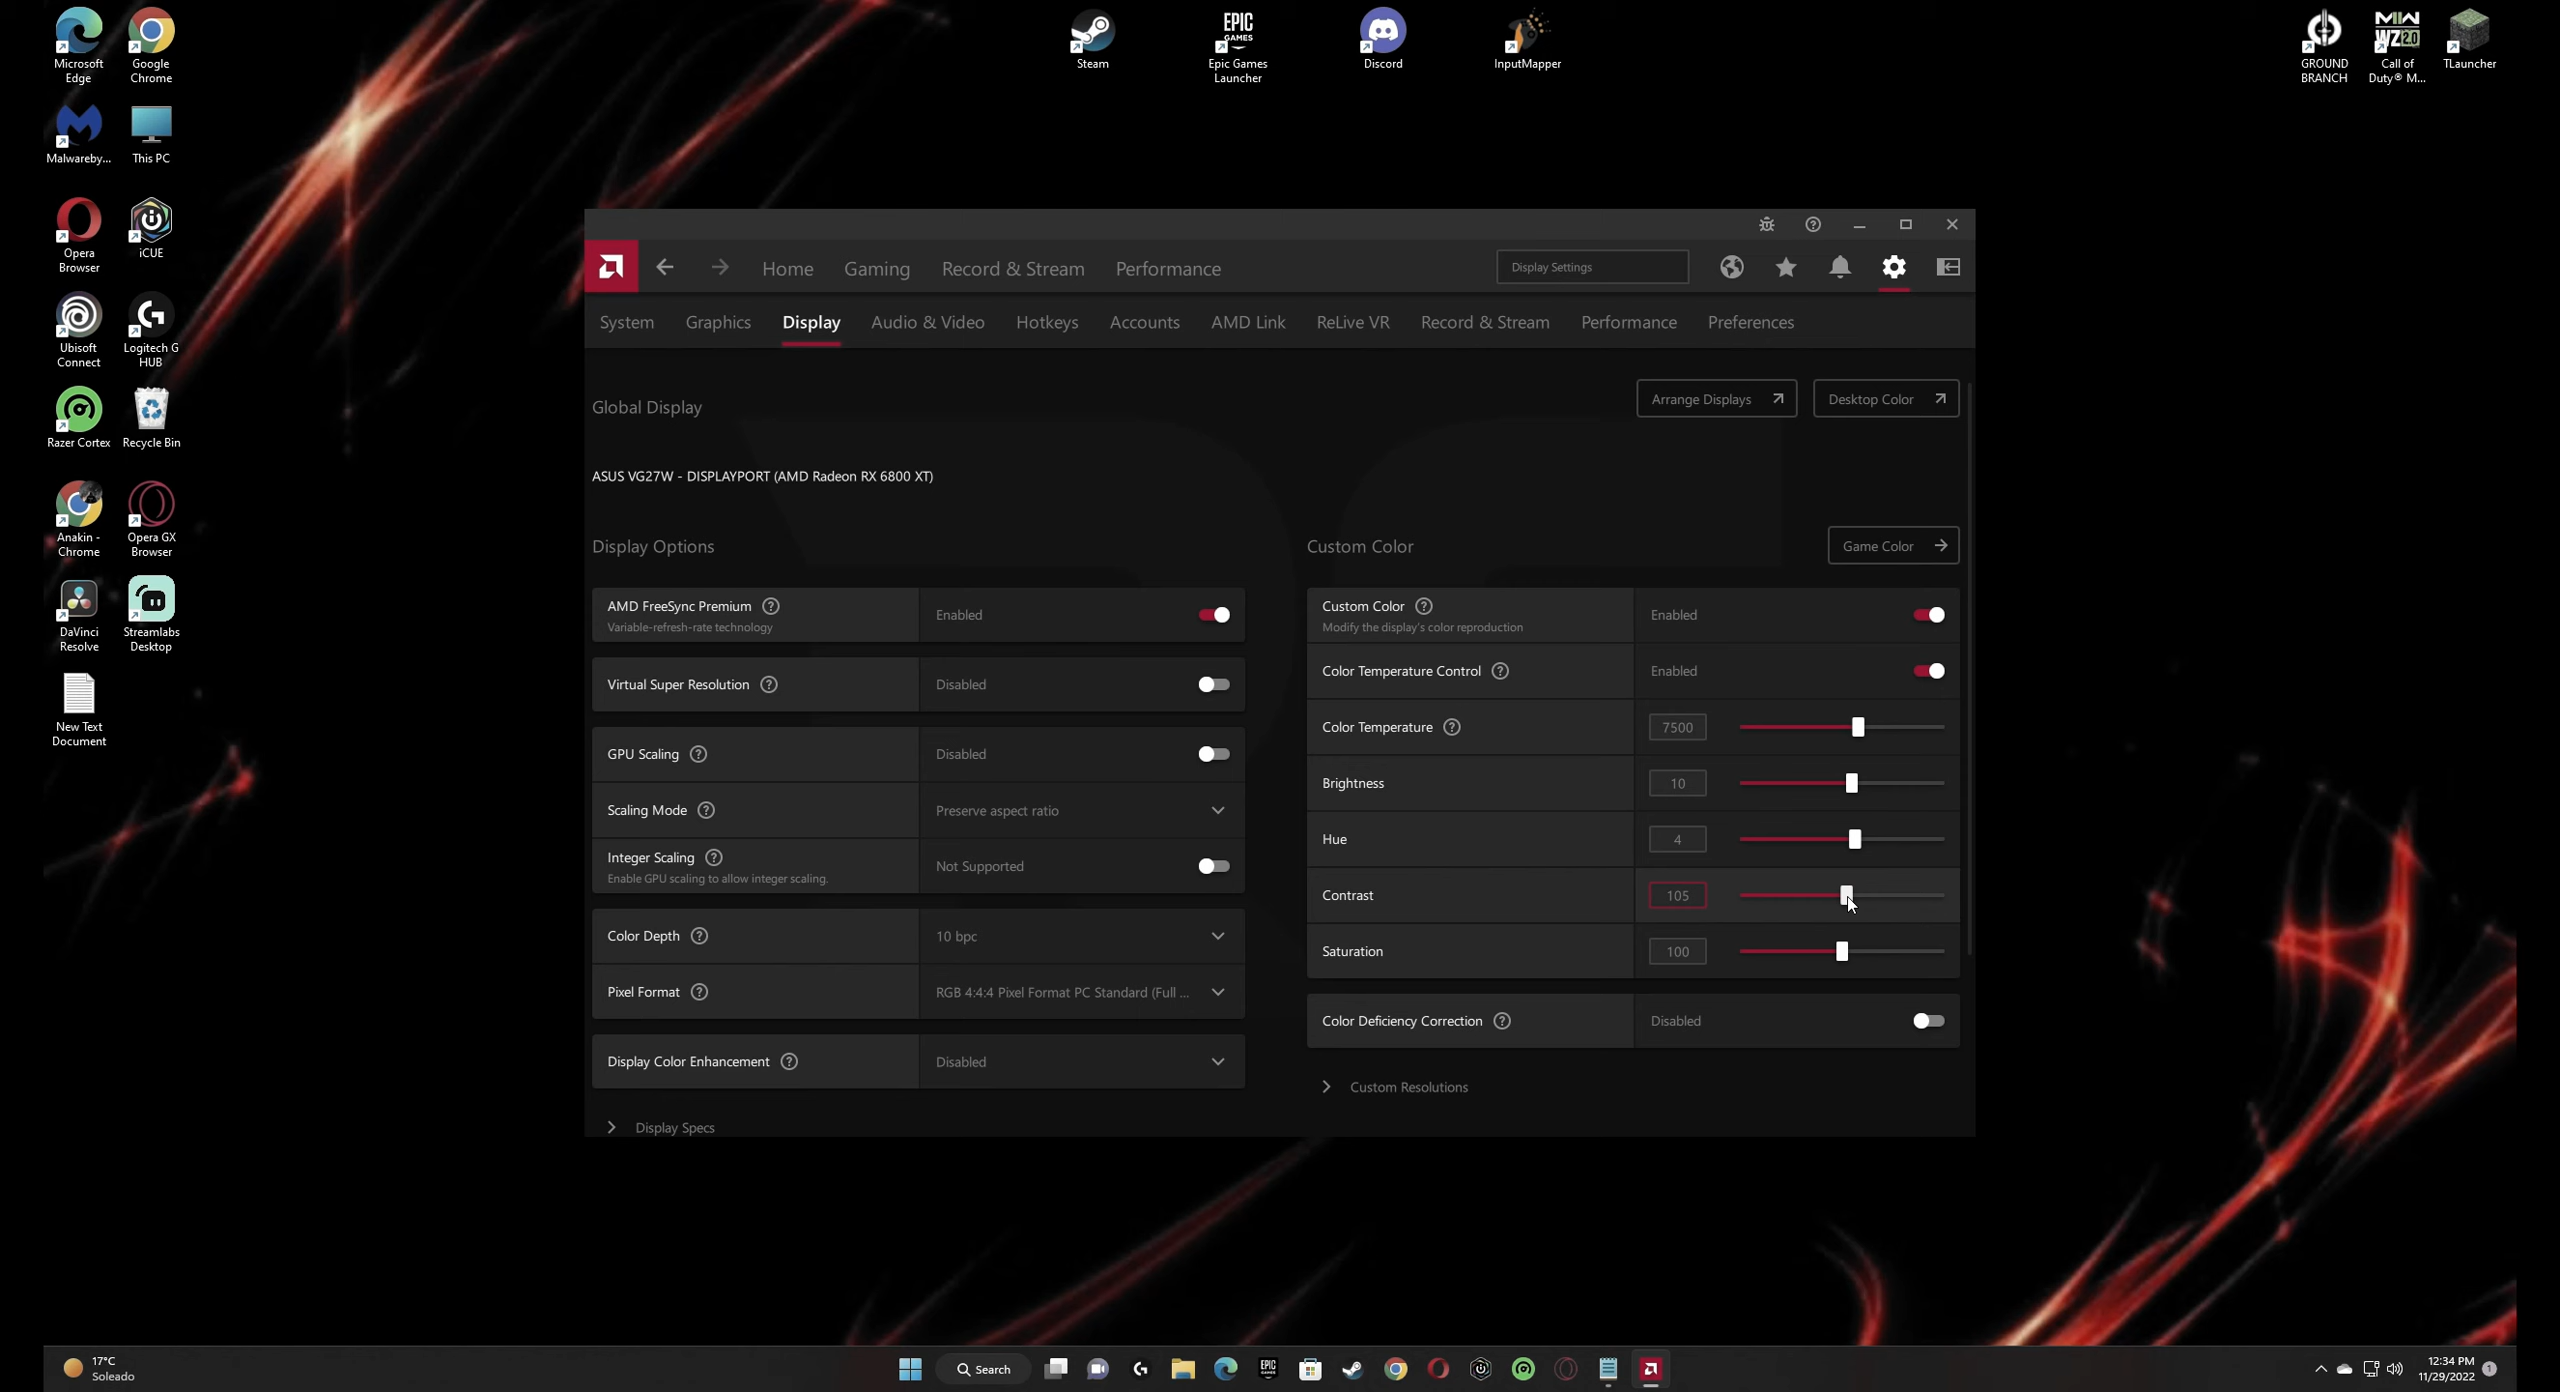 Microsoft
Edge
Google
Chrome
Steam
EPIC
GAMES
Epic Games
Launcher
Discord
InputMapper
GROUND
BRANCH
MW
WZ 2.0
Call of
Duty® M...
TLauncher
Malwareby...
This PC
Opera
Browser
iCUE
Ubisoft
Connect
Logitech G
HUB
Razer Cortex
Recycle Bin
Anakin -
Chrome
Opera GX
Browser
DaVinci
Resolve
Streamlabs
Desktop
New Text
Document
Home
Gaming
Record & Stream
Performance
Display Settings
System
Graphics
Display
Audio & Video
Hotkeys
Accounts
AMD Link
ReLive VR
Record & Stream
Performance
Preferences
Global Display
Arrange Displays
Desktop Color
ASUS VG27W - DISPLAYPORT (AMD Radeon RX 6800 XT)
Display Options
AMD FreeSync Premium
Variable-refresh-rate technology
Enabled
Virtual Super Resolution
Disabled
GPU Scaling
Disabled
Scaling Mode
Preserve aspect ratio
Integer Scaling
Enable GPU scaling to allow integer scaling.
Not Supported
Color Depth
10 bpc
Pixel Format
RGB 4:4:4 Pixel Format PC Standard (Full ...
Display Color Enhancement
Disabled
Display Specs
Custom Color
Game Color
Custom Color
Modify the display's color reproduction
Enabled
Color Temperature Control
Enabled
Color Temperature
7500
Brightness
10
Hue
4
Contrast
105
Saturation
100
Color Deficiency Correction
Disabled
Custom Resolutions
17°C
Soleado
Search
EPIC
GAMES
12:34 PM
11/29/2022
1